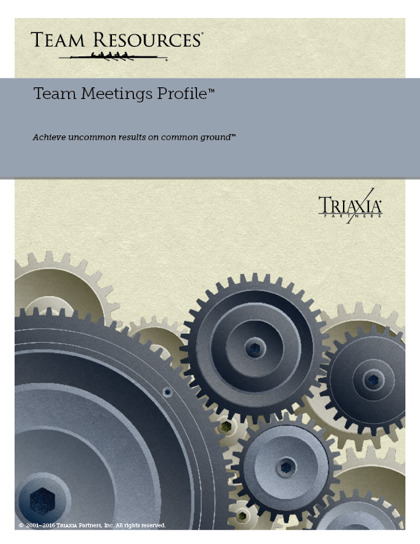 TEAM RESOURCES®
Team Meetings Profile™
Achieve uncommon results on common ground™
TRIAXIA®
PARTNERS
© 2001–2016 TRIAXIA Partners, Inc. All rights reserved.